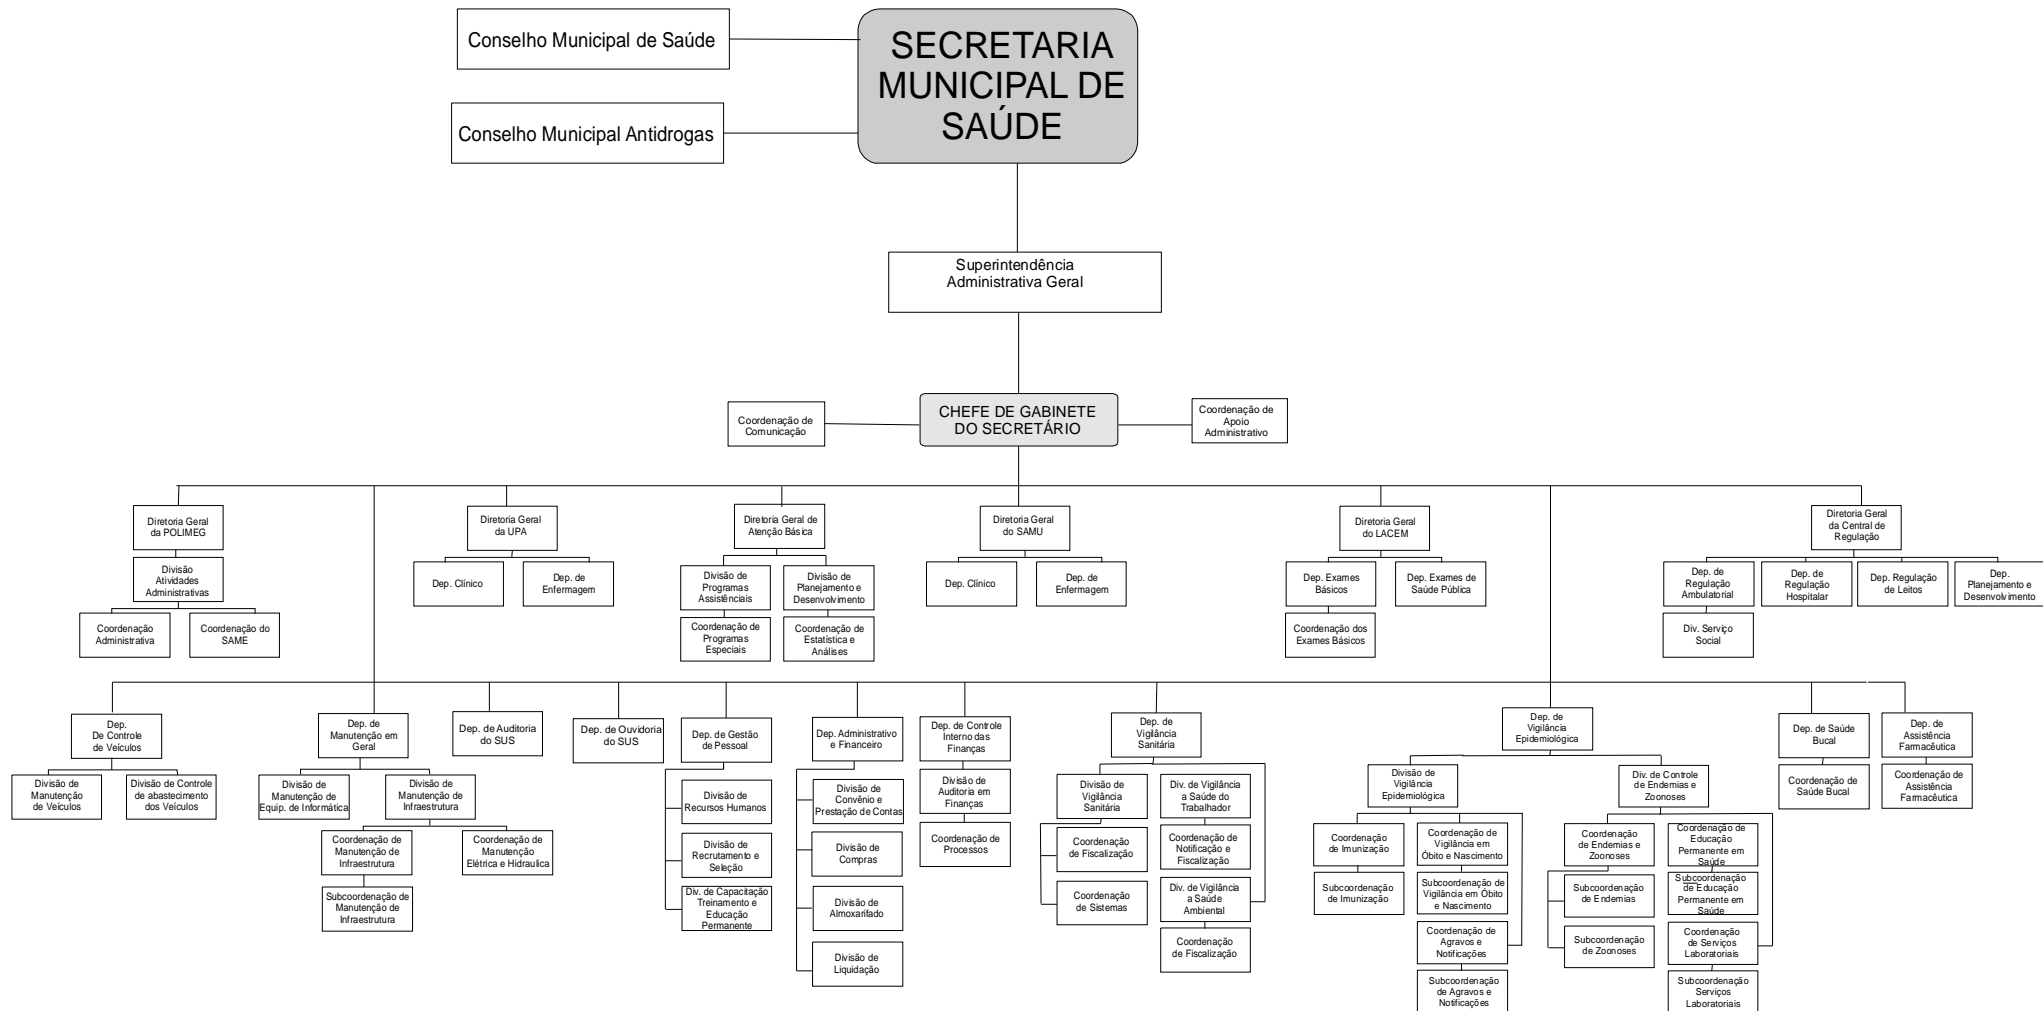 Conselho Municipal de Saúde
SECRETARIA
MUNICIPAL DE
SAÚDE
Conselho Municipal Antidrogas
Superintendência
Administrativa Geral
Coordenação de
Comunicação
CHEFE DE GABINETE
DO SECRETÁRIO
Coordenação de
Apoio
Administrativo
Diretoria Geral
da POLIMEG
Diretoria Geral
da UPA
Diretoria Geral de
Atenção Básica
Diretoria Geral
do SAMU
Diretoria Geral
do LACEM
Diretoria Geral
da Central de
Regulação
Divisão
Atividades
Administrativas
Dep. Clínico
Dep. de
Enfermagem
Divisão de
Programas
Assistênciais
Divisão de
Planejamento e
Desenvolvimento
Dep. Clínico
Dep. de
Enfermagem
Dep. Exames
Básicos
Dep. Exames de
Saúde Pública
Dep. de
Regulação
Ambulatorial
Dep. de
Regulação
Hospitalar
Dep. Regulação
de Leitos
Dep.
Planejamento e
Desenvolvimento
Coordenação
Administrativa
Coordenação do
SAME
Coordenação de
Programas
Especiais
Coordenação de
Estatística e
Análises
Coordenação dos
Exames Básicos
Div. Serviço
Social
Dep.
De Controle
de Veículos
Dep. de
Manutenção em
Geral
Dep. de Auditoria
do SUS
Dep. de Ouvidoria
do SUS
Dep. de Gestão
de Pessoal
Dep. Administrativo
e Financeiro
Dep. de Controle
Interno das
Finanças
Dep. de
Vigilância
Sanitária
Dep. de
Vigilância
Epidemiológica
Dep. de Saúde
Bucal
Dep. de
Assistência
Farmacêutica
Divisão de
Manutenção
de Veículos
Divisão de Controle
de abastecimento
dos Veículos
Divisão de
Manutenção de
Equip. de Informática
Divisão de
Manutenção de
Infraestrutura
Divisão de
Recursos Humanos
Divisão de
Convênio e
Prestação de Contas
Divisão de
Auditoria em
Finanças
Divisão de
Vigilância
Sanitária
Div. de Vigilância
a Saúde do
Trabalhador
Divisão de
Vigilância
Epidemiológica
Div. de Controle
de Endemias e
Zoonoses
Coordenação de
Saúde Bucal
Coordenação de
Assistência
Farmacêutica
Coordenação de
Manutenção de
Infraestrutura
Coordenação de
Manutenção
Elétrica e Hidraulica
Divisão de
Recrutamento e
Seleção
Divisão de
Compras
Coordenação de
Processos
Coordenação
de Fiscalização
Coordenação de
Notificação e
Fiscalização
Coordenação
de Imunização
Coordenação de
Vigilância em
Óbito e Nascimento
Coordenação
de Endemias e
Zoonoses
Coordenação de
Educação
Permanente em
Saúde
Subcoordenação de
Manutenção de
Infraestrutura
Div. de Capacitação
Treinamento e
Educação
Permanente
Divisão de
Almoxarifado
Coordenação
de Sistemas
Div. de Vigilância
a Saúde
Ambiental
Subcoordenação
de Imunização
Subcoordenação de
Vigilância em Óbito
e Nascimento
Subcoordenação
de Endemias
Subcoordenação
de Educação
Permanente em
Saúde
Divisão de
Liquidação
Coordenação
de Fiscalização
Coordenação de
Agravos e
Notificações
Subcoordenação
de Zoonoses
Coordenação
de Serviços
Laboratoriais
Subcoordenação
de Agravos e
Notificações
Subcoordenação
Serviços
Laboratoriais